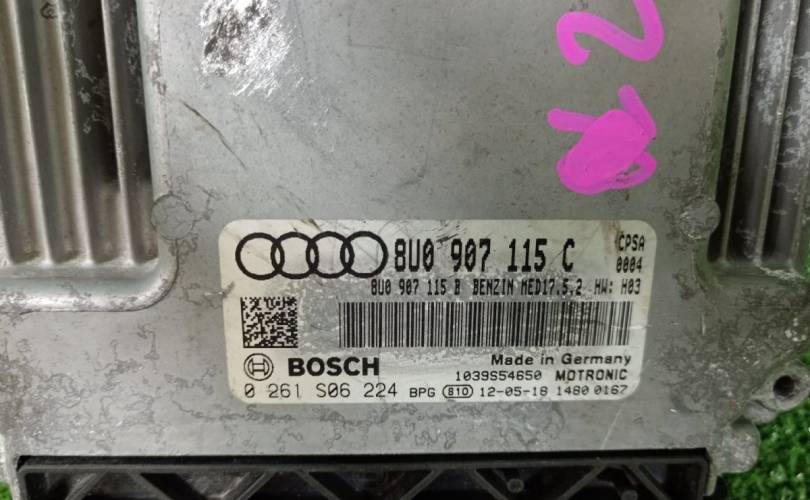 8U0 907 115 C
CPSA
0004
8U0 907 115 B BENZIN MED17.5.2 HW: H03
BOSCH
Made in Germany
1039S54650 MOTRONIC
0 261 S06 224 BPG 810 12-05-18 1480 0167